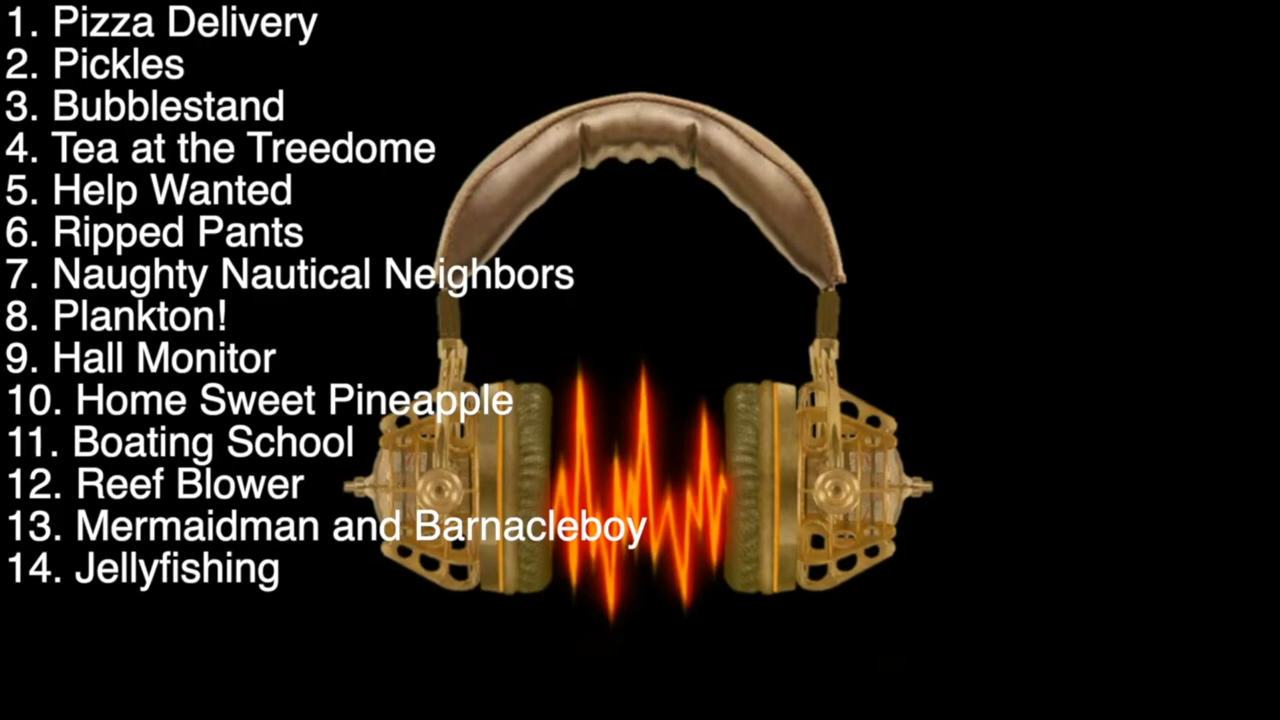 1. Pizza Delivery
2. Pickles
3. Bubblestand
4. Tea at the Treedome
5. Help Wanted
6. Ripped Pants
7. Naughty Nautical Neighbors
8. Plankton!
9. Hall Monitor
10. Home Sweet Pineapple
11. Boating School
12. Reef Blower
13. Mermaidman and Barnacleboy
14. Jellyfishing